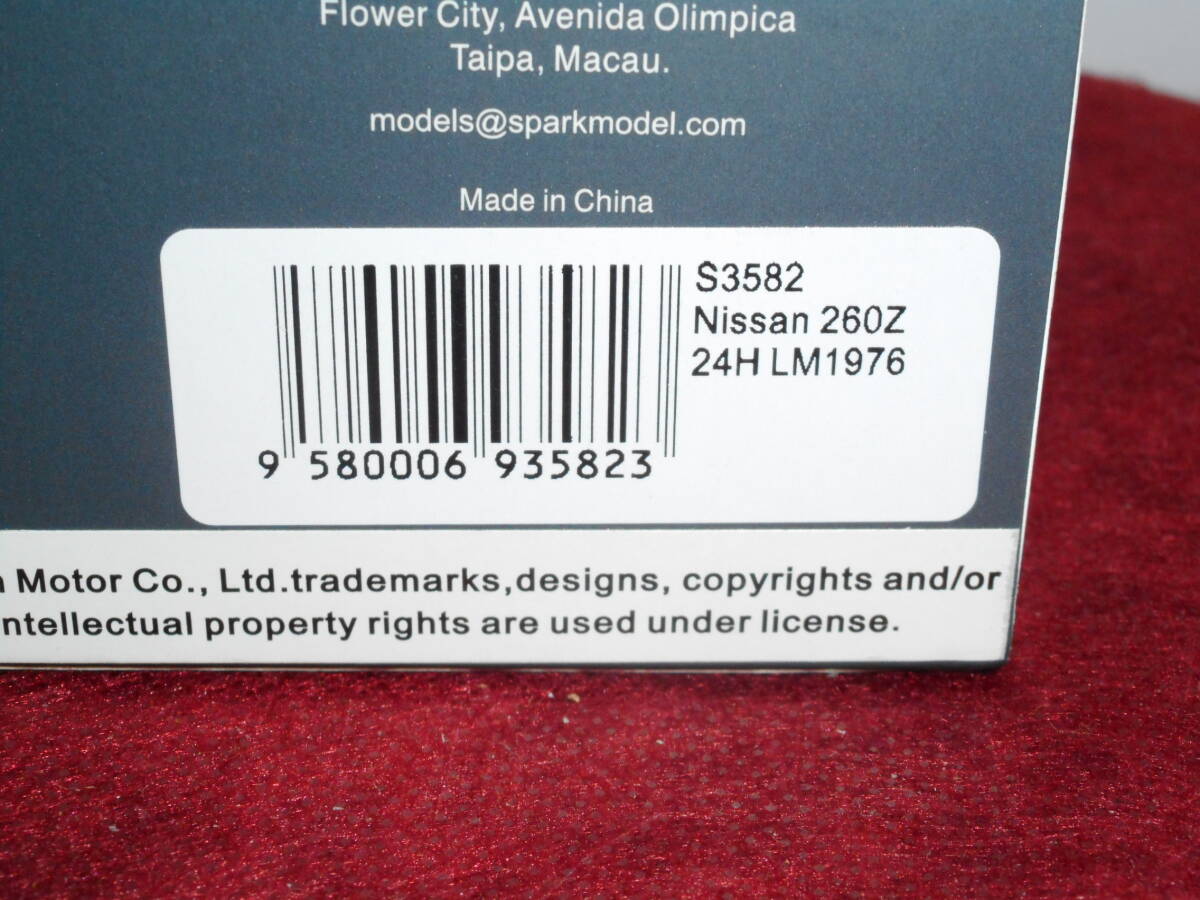 Flower City, Avenida Olimpica
Taipa, Macau.
models@sparkmodel.com
Made in China
S3582
Nissan 260Z
24H LM1976
9 580006 935823
Motor Co., Ltd.trademarks,designs, copyrights and/or
ntellectual property rights are used under license.